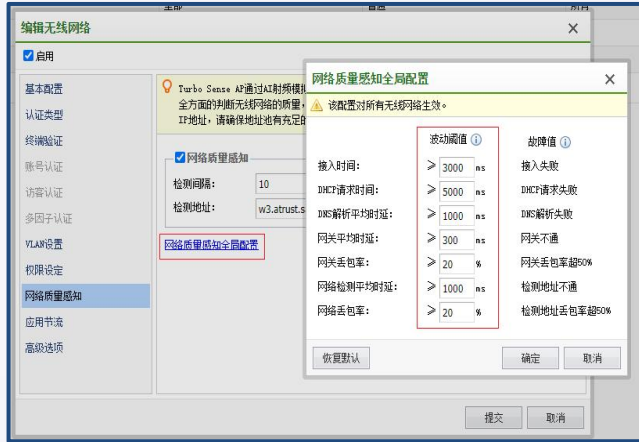 编辑无线网络
启用
基本配置
认证类型
终端验证
账号认证
访客认证
多因子认证
VLAN设置
权限设定
网络质量感知
应用节流
高级选项
Turbo Sense AP通过AI射频模拟
全方面的判断无线网络的质量，
IP地址，请确保地址池有充足的
网络质量感知
检测间隔： 10
检测地址： w3.atrust.s
网络质量感知全局配置
提交 取消
网络质量感知全局配置
该配置对所有无线网络生效。
波动阈值 故障值
接入时间： ≥ 3000 ms 接入失败
DHCP请求时间： ≥ 5000 ms DHCP请求失败
DNS解析平均时延： ≥ 1000 ms DNS解析失败
网关平均时延： ≥ 300 ms 网关不通
网关丢包率： ≥ 20 % 网关丢包率超50%
网络检测平均时延： ≥ 1000 ms 检测地址不通
网络丢包率： ≥ 20 % 检测地址丢包率超50%
恢复默认 确定 取消